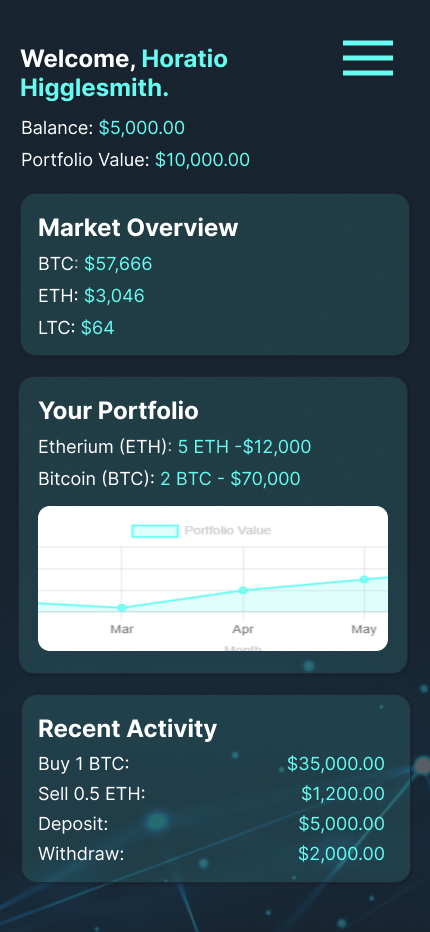 Welcome, Horatio
Higglesmith.
Balance: $5,000.00
Portfolio Value: $10,000.00
Market Overview
BTC: $57,666
ETH: $3,046
LTC: $64
Your Portfolio
Etherium (ETH): 5 ETH -$12,000
Bitcoin (BTC): 2 BTC - $70,000
Portfolio Value
Mar Apr May
Month
Recent Activity
Buy 1 BTC: $35,000.00
Sell 0.5 ETH: $1,200.00
Deposit: $5,000.00
Withdraw: $2,000.00